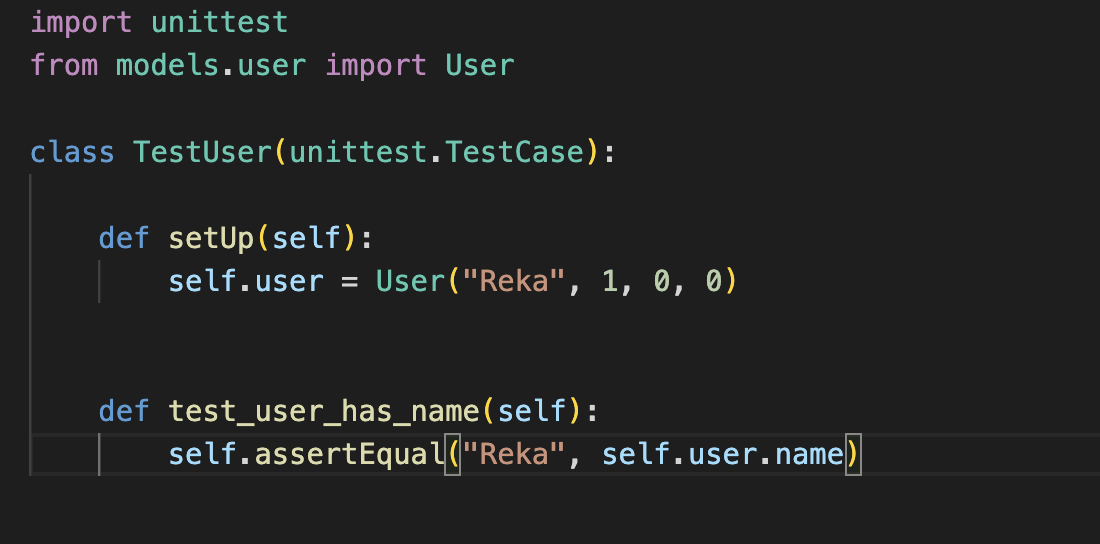 import unittest
from models.user import User
class TestUser(unittest.TestCase):
def setUp(self):
self.user = User("Reka", 1, 0, 0)
def test_user_has_name(self):
self.assertEqual("Reka", self.user.name)